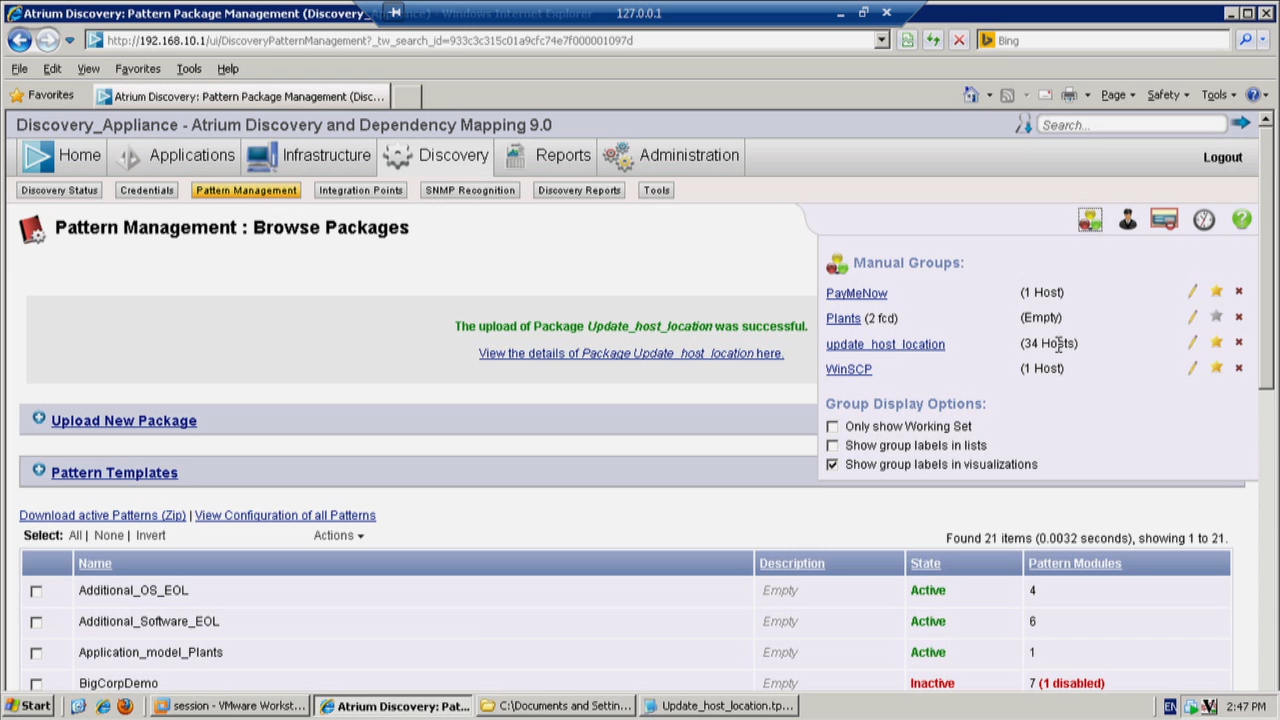 Atrium Discovery: Pattern Package Management (Discovery_Appliance) - Windows Internet Explorer
127.0.0.1
http://192.168.10.1/ui/DiscoveryPatternManagement?_tw_search_id=933c3c315c01a9cfc74e7f000001097d
Bing
File Edit View Favorites Tools Help
Favorites
Atrium Discovery: Pattern Package Management (Disc...
Page Safety Tools
Discovery_Appliance - Atrium Discovery and Dependency Mapping 9.0
Search...
Home Applications Infrastructure Discovery Reports Administration
Logout
Discovery Status Credentials Pattern Management Integration Points SNMP Recognition Discovery Reports Tools
Pattern Management : Browse Packages
Manual Groups:
PayMeNow (1 Host)
Plants (2 fcd) (Empty)
update_host_location (34 Hosts)
WinSCP (1 Host)
Group Display Options:
Only show Working Set
Show group labels in lists
Show group labels in visualizations
The upload of Package Update_host_location was successful.
View the details of Package Update_host_location here.
Upload New Package
Pattern Templates
Download active Patterns (Zip) | View Configuration of all Patterns
Select: All | None | Invert Actions
Found 21 items (0.0032 seconds), showing 1 to 21.
Name Description State Pattern Modules
Additional_OS_EOL Empty Active 4
Additional_Software_EOL Empty Active 6
Application_model_Plants Empty Active 1
BigCorpDemo Empty Inactive 7 (1 disabled)
Start
session - VMware Workst...
Atrium Discovery: Pat...
C:\Documents and Settin...
Update_host_location.tp...
EN
2:47 PM